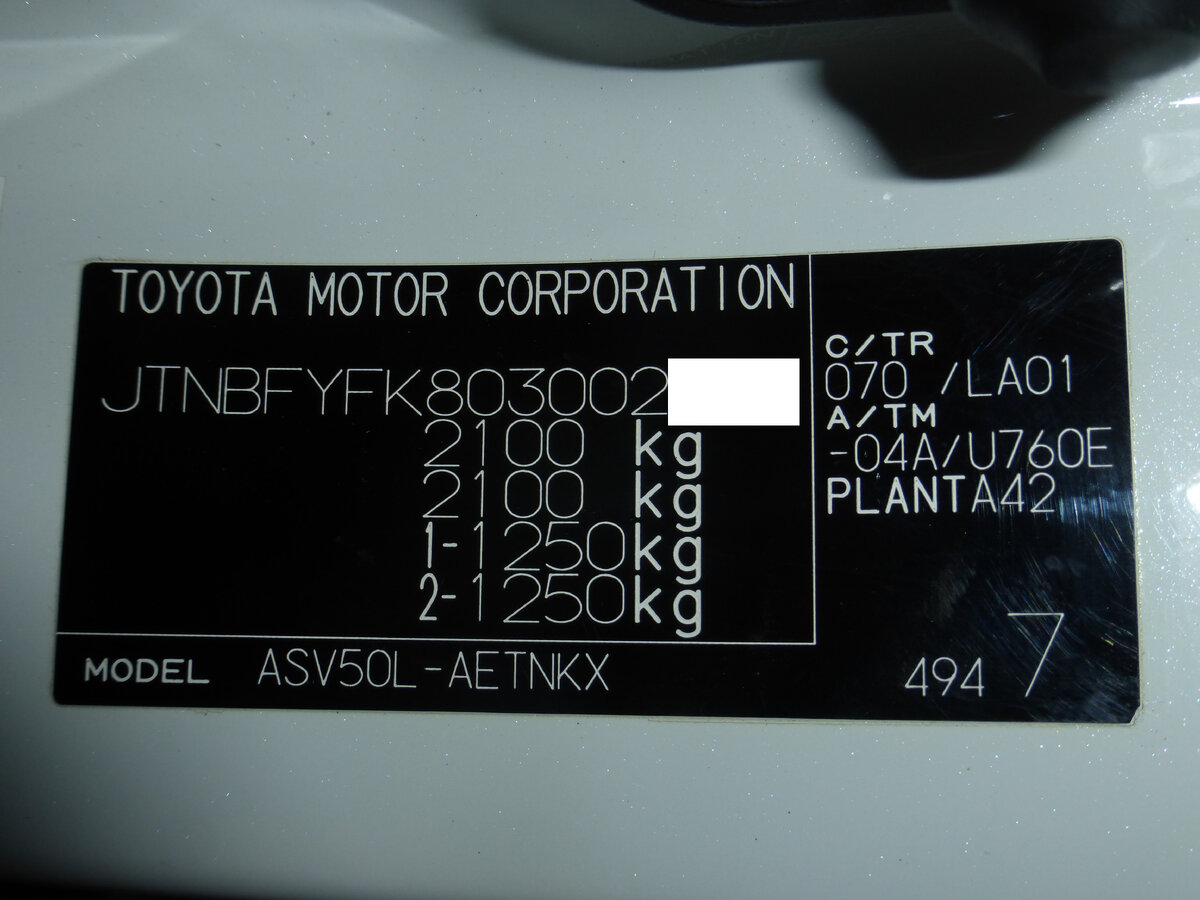 TOYOTA MOTOR CORPORATION
JTNBFYFK803002
2100 kg
2100 kg
1-1250kg
2-1250kg
MODEL ASV50L-AETNKX
C/TR
070 /LA01
A/TM
-04A/U760E
PLANTA42
494 7